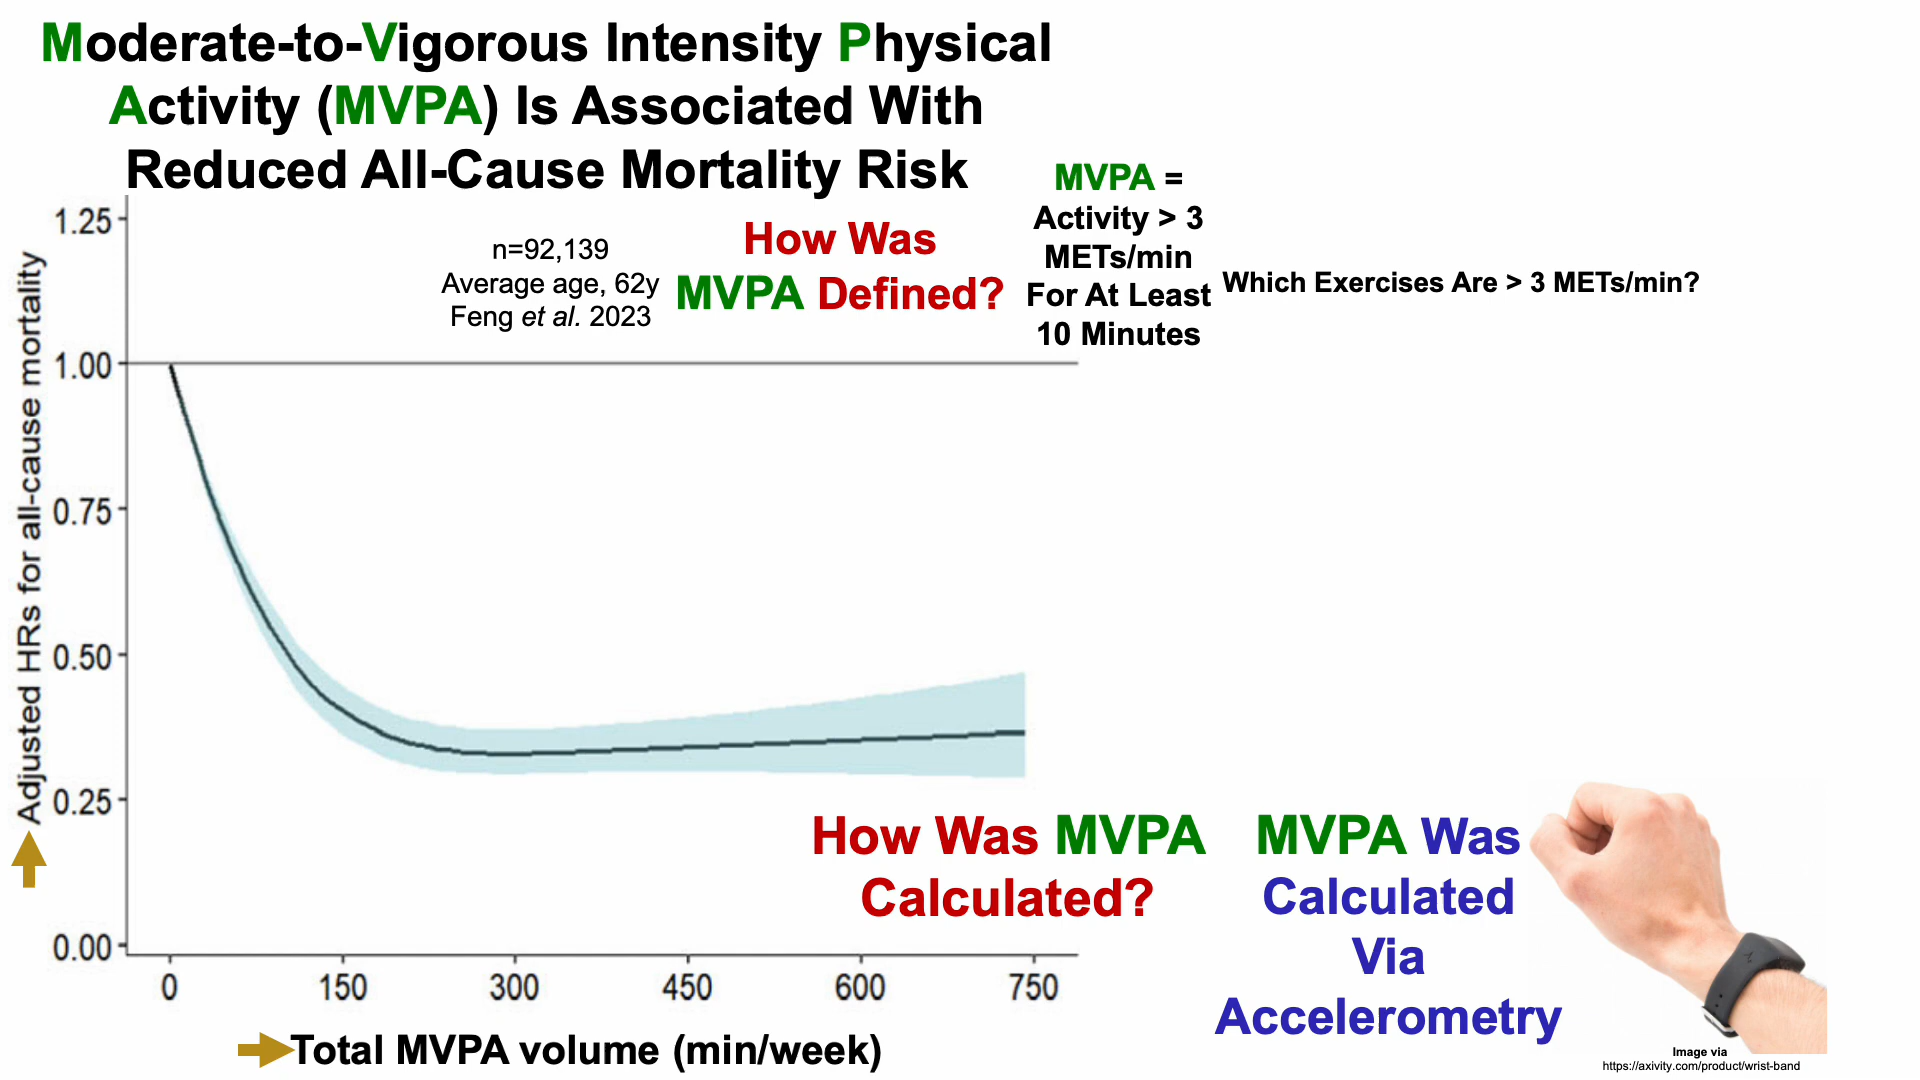 Moderate-to-Vigorous Intensity Physical
Activity (MVPA) Is Associated With
Reduced All-Cause Mortality Risk
n=92,139
Average age, 62y
Feng et al. 2023
How Was
MVPA Defined?
MVPA =
Activity > 3
METs/min
For At Least
10 Minutes
Which Exercises Are > 3 METs/min?
Adjusted HRs for all-cause mortality
1.25
1.00
0.75
0.50
0.25
0.00
0 150 300 450 600 750
Total MVPA volume (min/week)
How Was MVPA
Calculated?
MVPA Was
Calculated
Via
Accelerometry
Image via
https://axivity.com/product/wrist-band